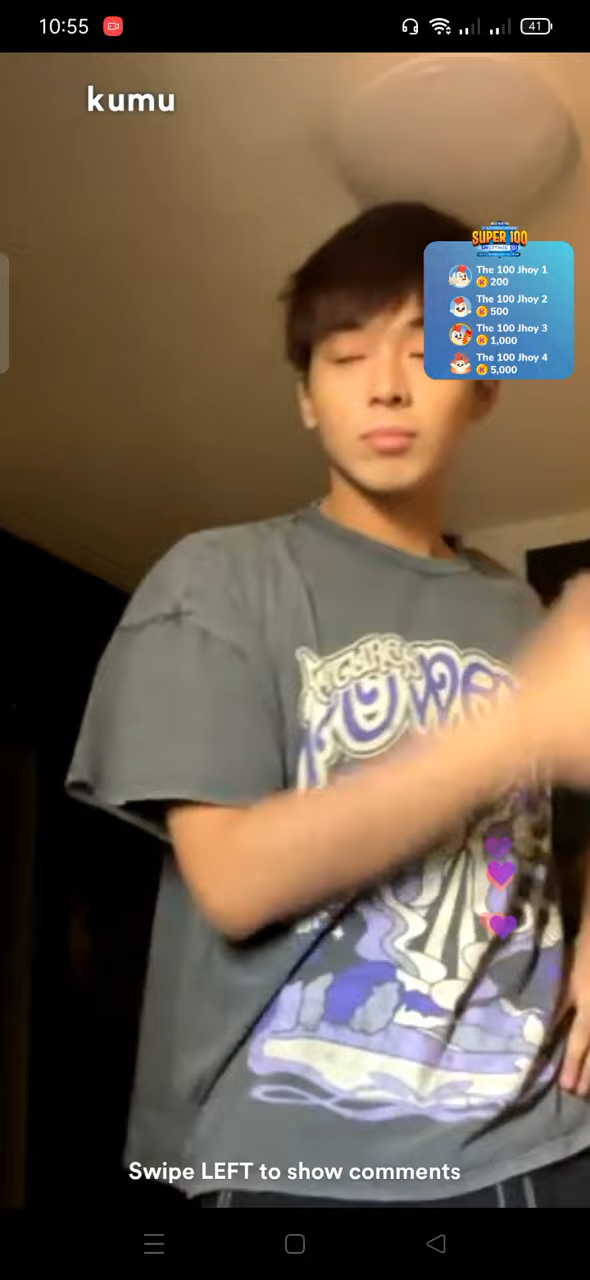 10:55
41
kumu
SUPER 100
The 100 Jhoy 1
K 200
The 100 Jhoy 2
K 500
The 100 Jhoy 3
K 1,000
The 100 Jhoy 4
K 5,000
Swipe LEFT to show comments